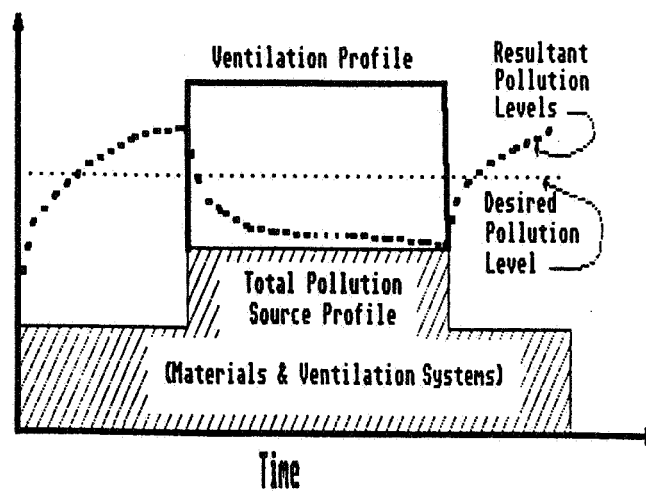 Ventilation Profile
Resultant
Pollution
Levels
Desired
Pollution
Level
Total Pollution
Source Profile
(Materials & Ventilation Systems)
Time